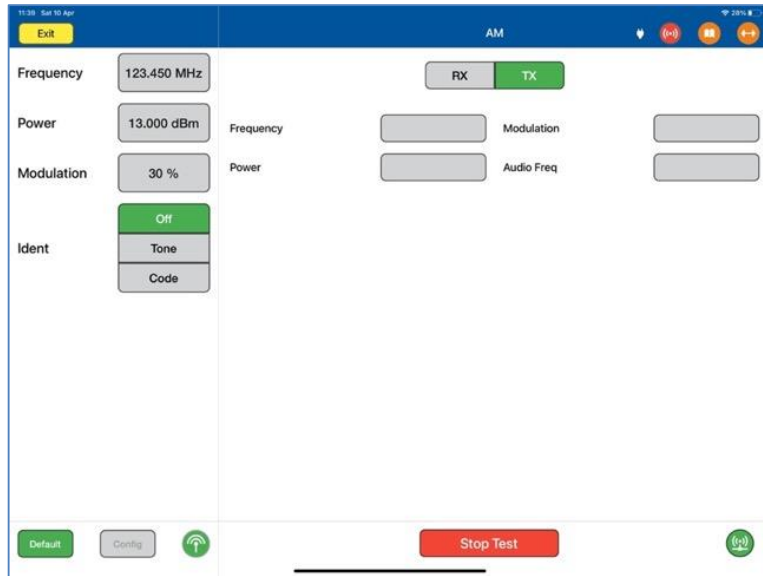 11:39 Sat 10 Apr
28%
Exit
AM
Frequency
123.450 MHz
RX
TX
Power
13.000 dBm
Frequency
Modulation
Modulation
30 %
Power
Audio Freq
Ident
Off
Tone
Code
Default
Config
Stop Test